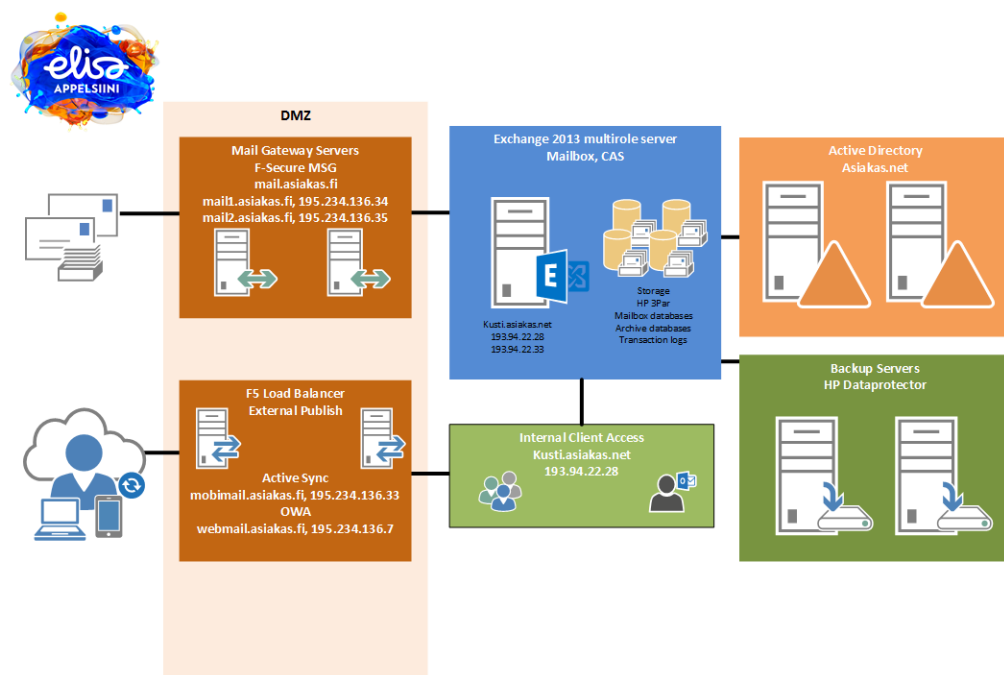 elisa
APPELSIINI
DMZ
Mail Gateway Servers
F-Secure MSG
mail.asiakas.fi
mail1.asiakas.fi, 195.234.136.34
mail2.asiakas.fi, 195.234.136.35
Exchange 2013 multirole server
Mailbox, CAS
E
Kusti.asiakas.net
193.94.22.28
193.94.22.33
Storage
HP 3Par
Mailbox databases
Archive databases
Transaction logs
Active Directory
Asiakas.net
F5 Load Balancer
External Publish
Active Sync
mobimail.asiakas.fi, 195.234.136.33
OWA
webmail.asiakas.fi, 195.234.136.7
Internal Client Access
Kusti.asiakas.net
193.94.22.28
Backup Servers
HP Dataprotector